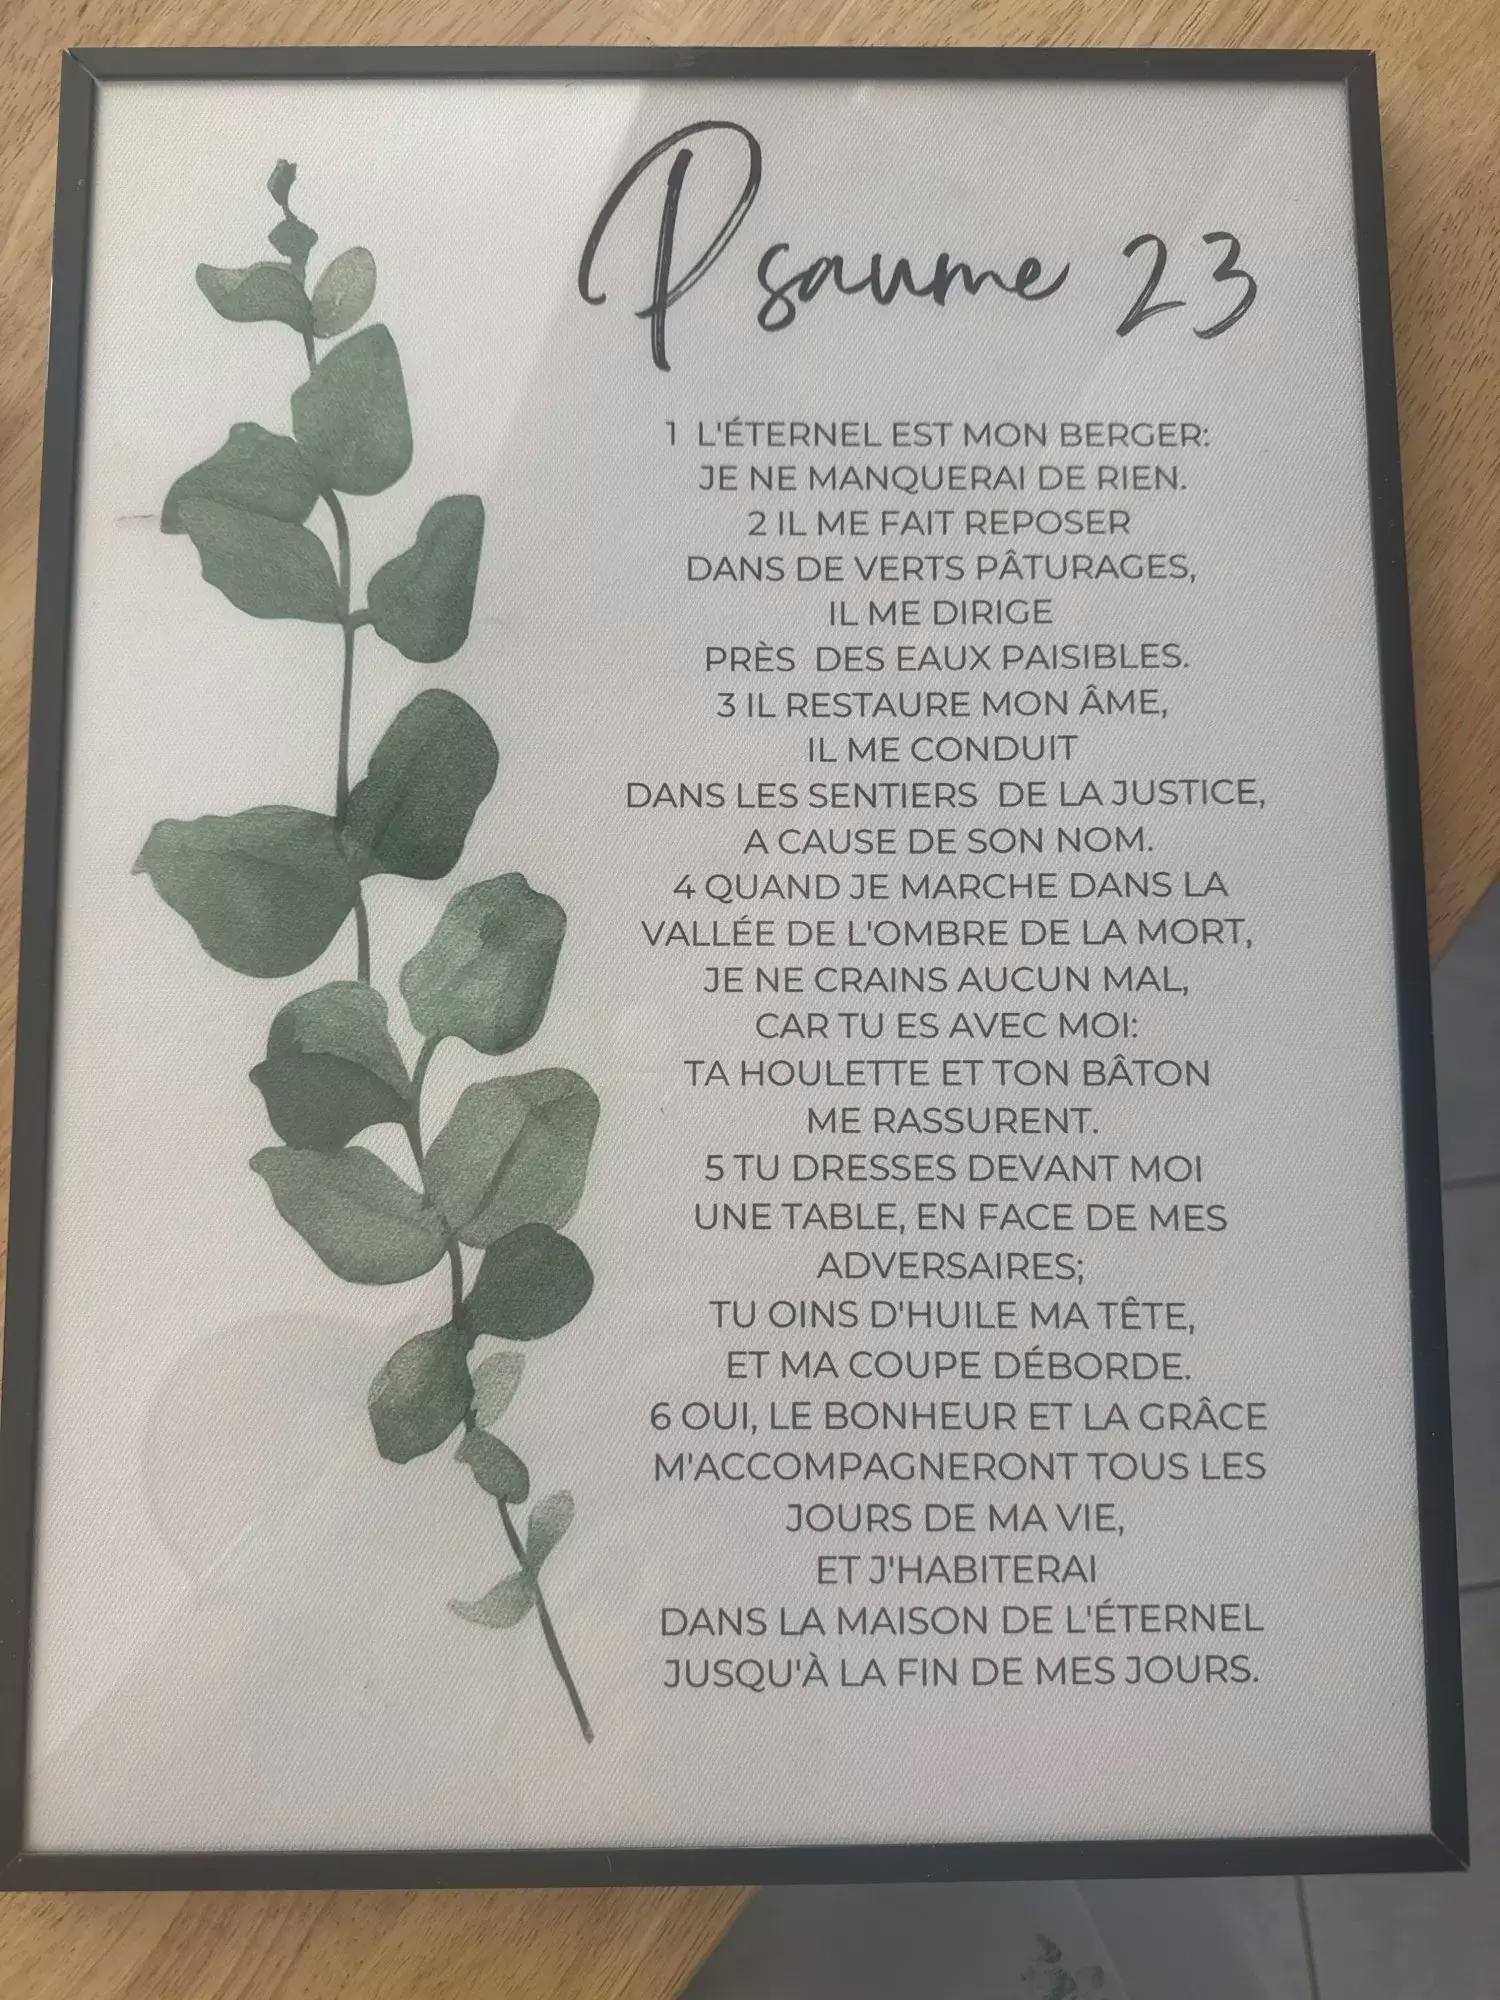 Psaume 23
1 L'ÉTERNEL EST MON BERGER:
JE NE MANQUERAI DE RIEN.
2 IL ME FAIT REPOSER
DANS DE VERTS PÂTURAGES,
IL ME DIRIGE
PRÈS DES EAUX PAISIBLES.
3 IL RESTAURE MON ÂME,
IL ME CONDUIT
DANS LES SENTIERS DE LA JUSTICE,
A CAUSE DE SON NOM.
4 QUAND JE MARCHE DANS LA
VALLÉE DE L'OMBRE DE LA MORT,
JE NE CRAINS AUCUN MAL,
CAR TU ES AVEC MOI:
TA HOULETTE ET TON BÂTON
ME RASSURENT.
5 TU DRESSES DEVANT MOI
UNE TABLE, EN FACE DE MES
ADVERSAIRES;
TU OINS D'HUILE MA TÊTE,
ET MA COUPE DÉBORDE.
6 OUI, LE BONHEUR ET LA GRÂCE
M'ACCOMPAGNERONT TOUS LES
JOURS DE MA VIE,
ET J'HABITERAI
DANS LA MAISON DE L'ÉTERNEL
JUSQU'À LA FIN DE MES JOURS.